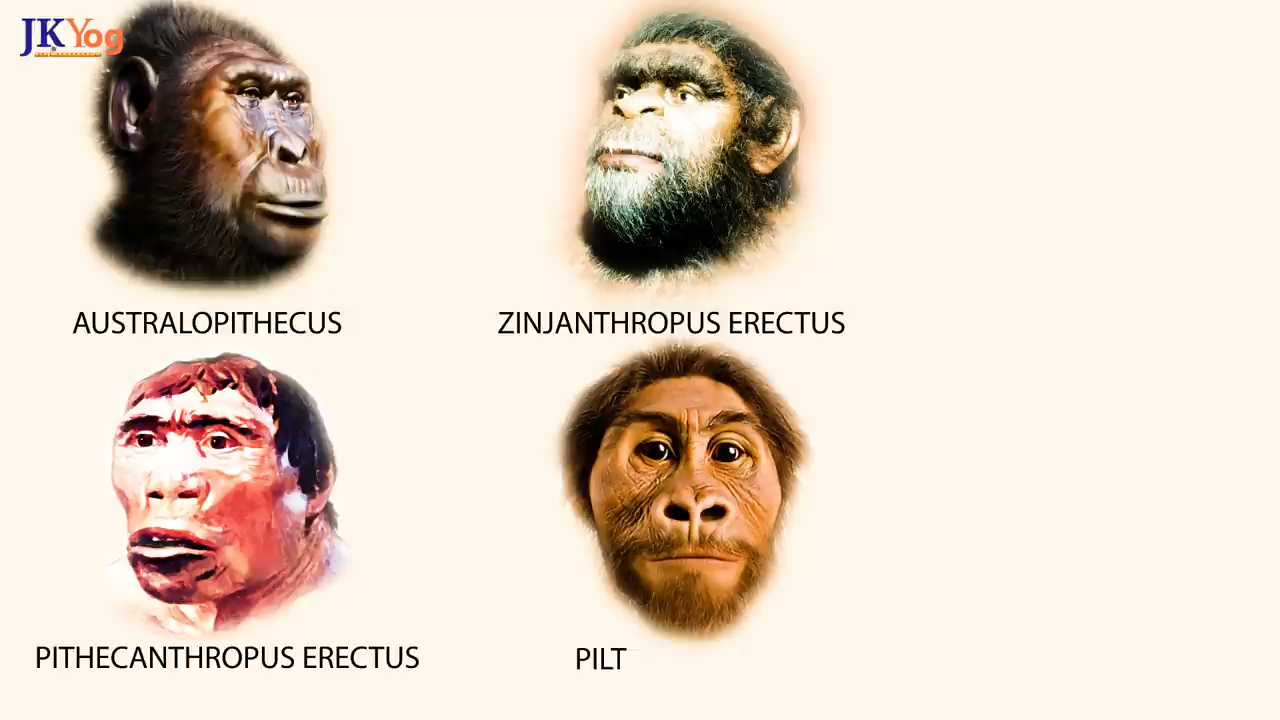 JKYog
AUSTRALOPITHECUS
ZINJANTHROPUS ERECTUS
PITHECANTHROPUS ERECTUS
PILT